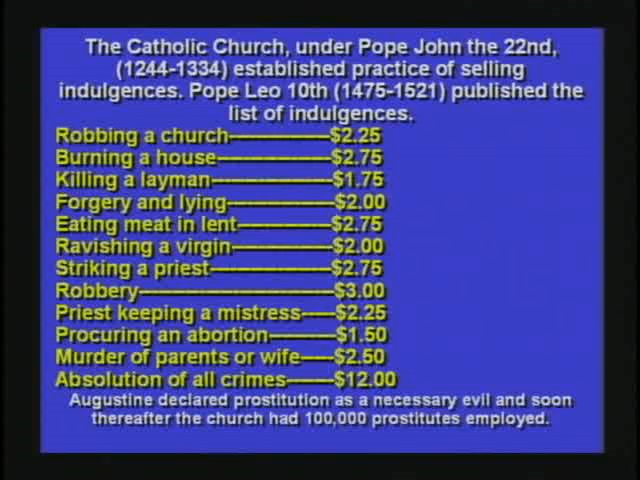 The Catholic Church, under Pope John the 22nd,
(1244-1334) established practice of selling
indulgences. Pope Leo 10th (1475-1521) published the
list of indulgences.
Robbing a church-----------------$2.25
Burning a house-------------------$2.75
Killing a layman--------------------$1.75
Forgery and lying------------------$2.00
Eating meat in lent----------------$2.75
Ravishing a virgin-----------------$2.00
Striking a priest--------------------$2.75
Robbery--------------------------------$3.00
Priest keeping a mistress-----$2.25
Procuring an abortion----------$1.50
Murder of parents or wife-----$2.50
Absolution of all crimes-------$12.00
Augustine declared prostitution as a necessary evil and soon
thereafter the church had 100,000 prostitutes employed.